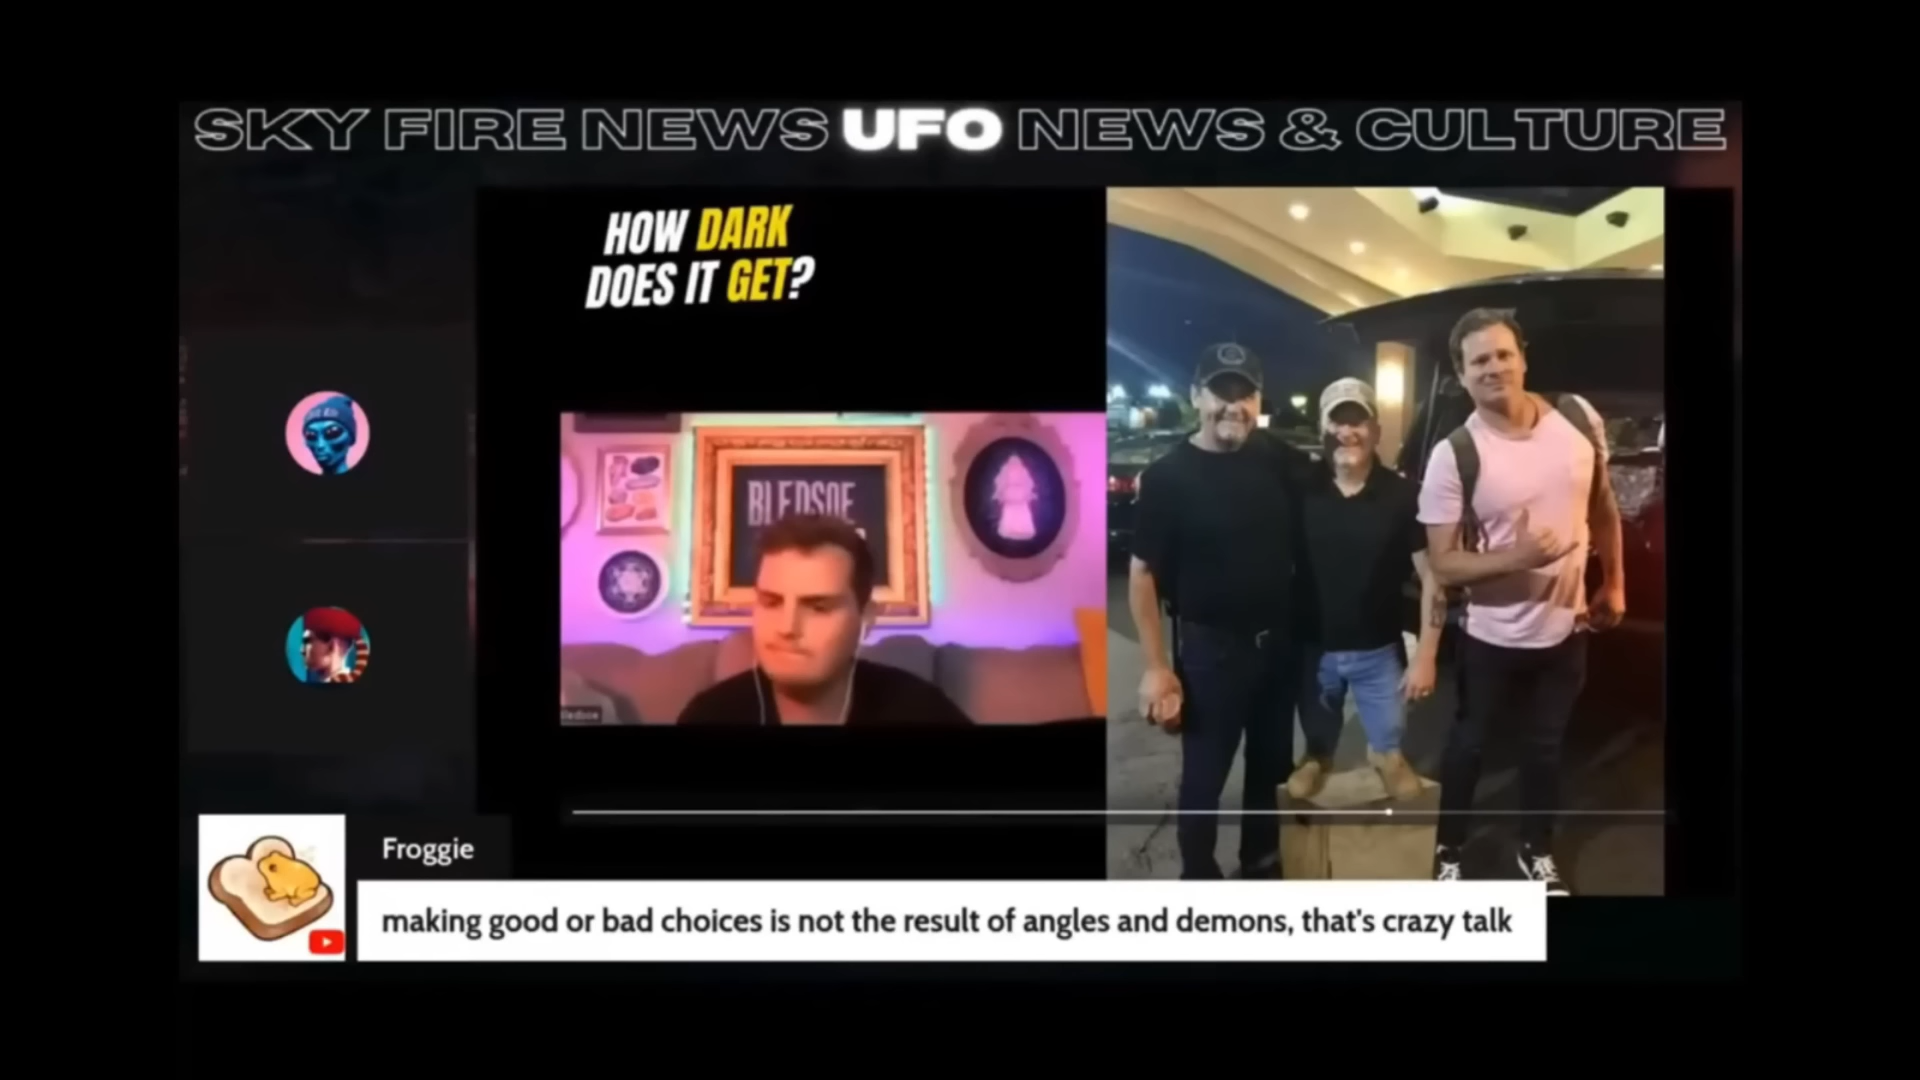 SKY FIRE NEWS UFO NEWS & CULTURE
HOW DARK
DOES IT GET?
BLEDSOE
Froggie
making good or bad choices is not the result of angles and demons, that's crazy talk